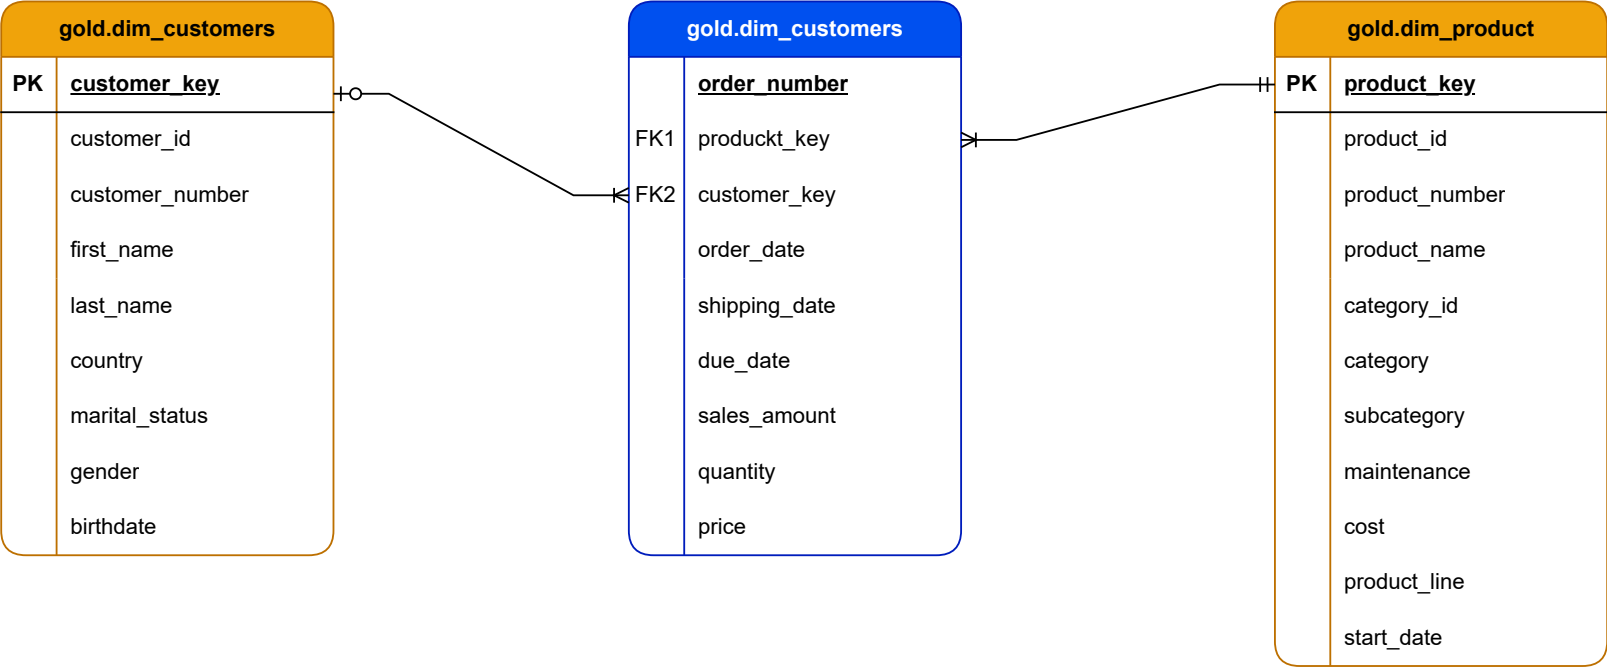 gold.dim_customers
PK customer_key
customer_id
customer_number
first_name
last_name
country
marital_status
gender
birthdate
gold.dim_customers
order_number
FK1 produckt_key
FK2 customer_key
order_date
shipping_date
due_date
sales_amount
quantity
price
gold.dim_product
PK product_key
product_id
product_number
product_name
category_id
category
subcategory
maintenance
cost
product_line
start_date